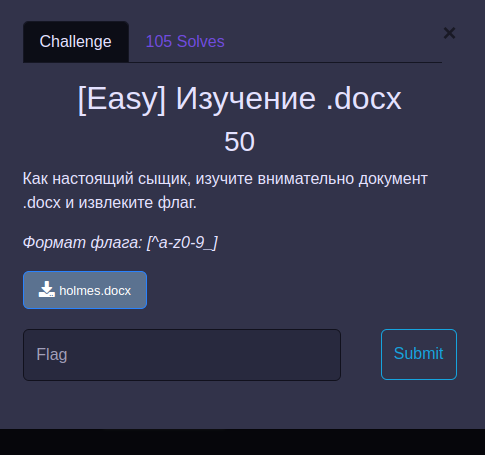 Challenge 105 Solves ×
[Easy] Изучение .docx
50
Как настоящий сыщик, изучите внимательно документ
.docx и извлеките флаг.
Формат флага: [^a-z0-9_]
holmes.docx
Flag Submit